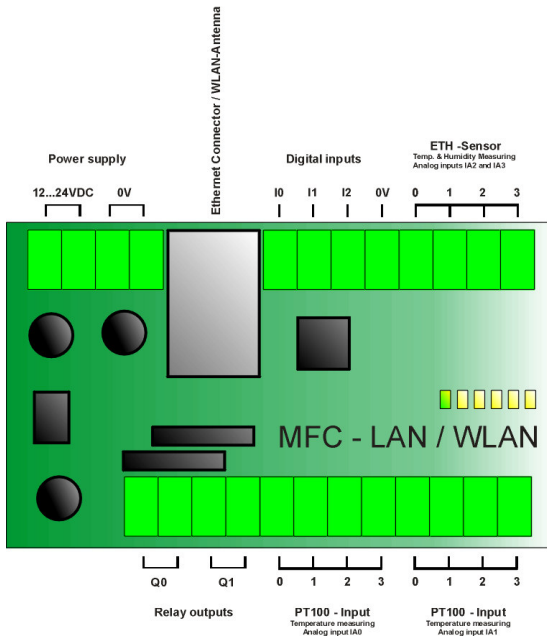 Ethernet Connector / WLAN-Antenna
Power supply
Digital inputs
ETH -Sensor
Temp. & Humidity Measuring
Analog inputs IA2 and IA3
12...24VDC 0V
I0 I1 I2 0V
0 1 2 3
MFC - LAN / WLAN
Q0 Q1
Relay outputs
0 1 2 3
PT100 - Input
Temperature measuring
Analog input IA0
0 1 2 3
PT100 - Input
Temperature measuring
Analog input IA1